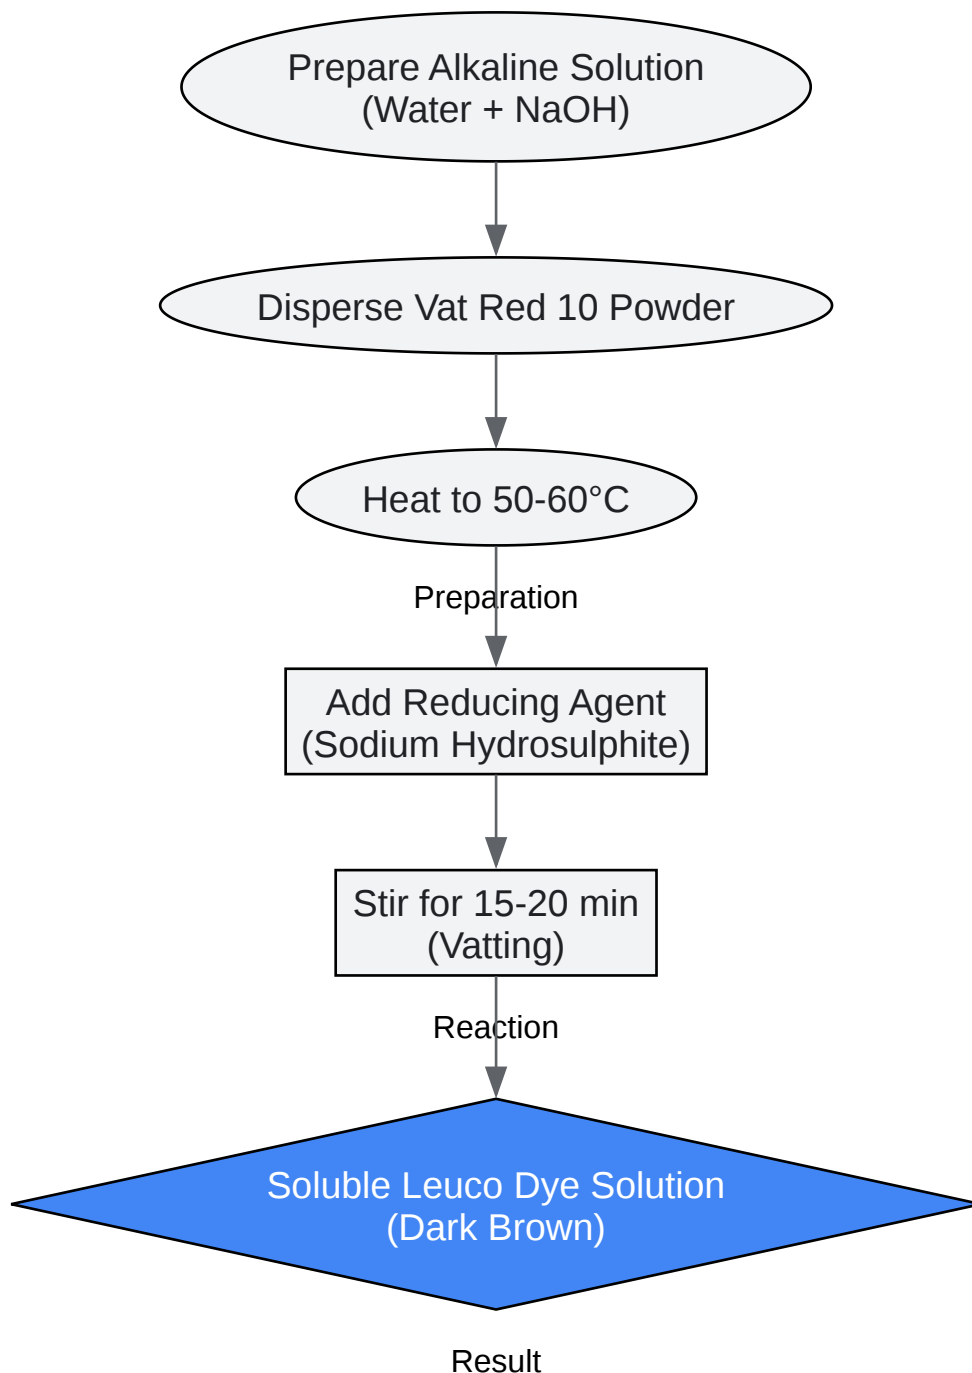 Prepare Alkaline Solution
(Water + NaOH)
Disperse Vat Red 10 Powder
Heat to 50-60°C
Preparation
Add Reducing Agent
(Sodium Hydrosulphite)
Stir for 15-20 min
(Vatting)
Reaction
Soluble Leuco Dye Solution
(Dark Brown)
Result